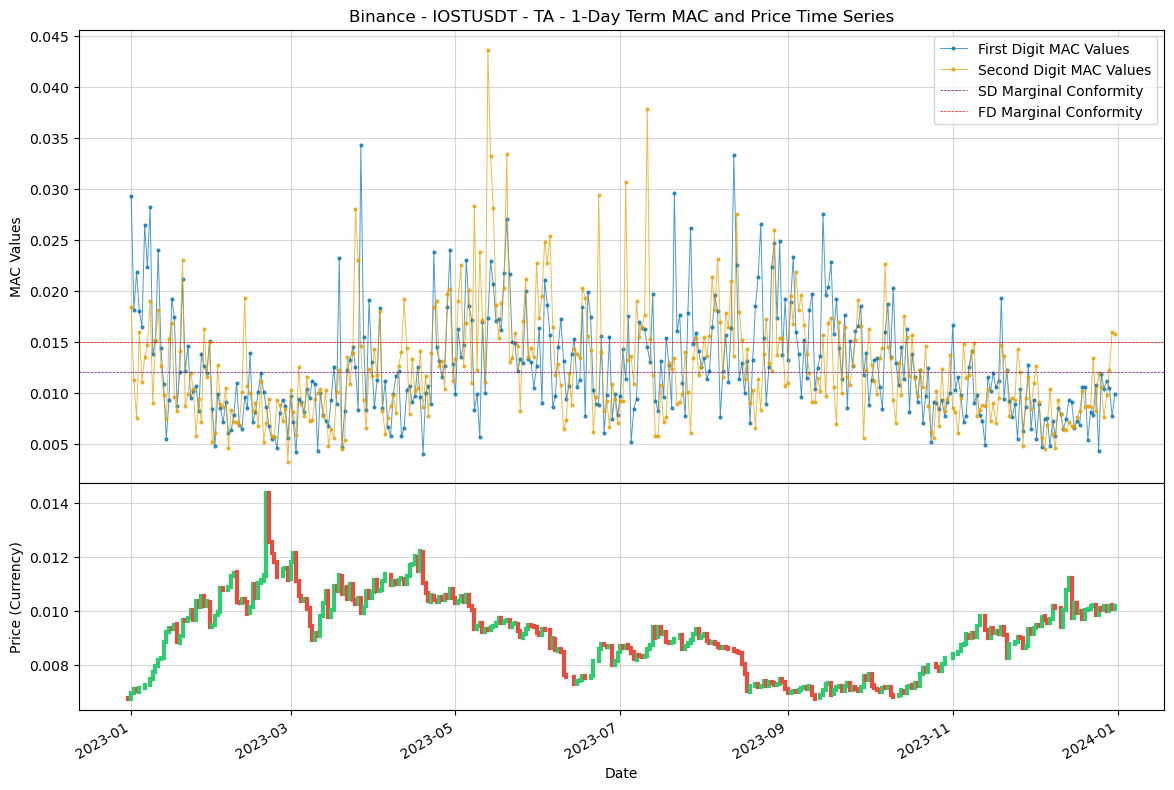 Binance - IOSTUSDT - TA - 1-Day Term MAC and Price Time Series
0.045
0.040
0.035
0.030
0.025
0.020
0.015
0.010
0.005
MAC Values
First Digit MAC Values
Second Digit MAC Values
SD Marginal Conformity
FD Marginal Conformity
0.014
0.012
0.010
0.008
Price (Currency)
2023-01
2023-03
2023-05
2023-07
2023-09
2023-11
2024-01
Date